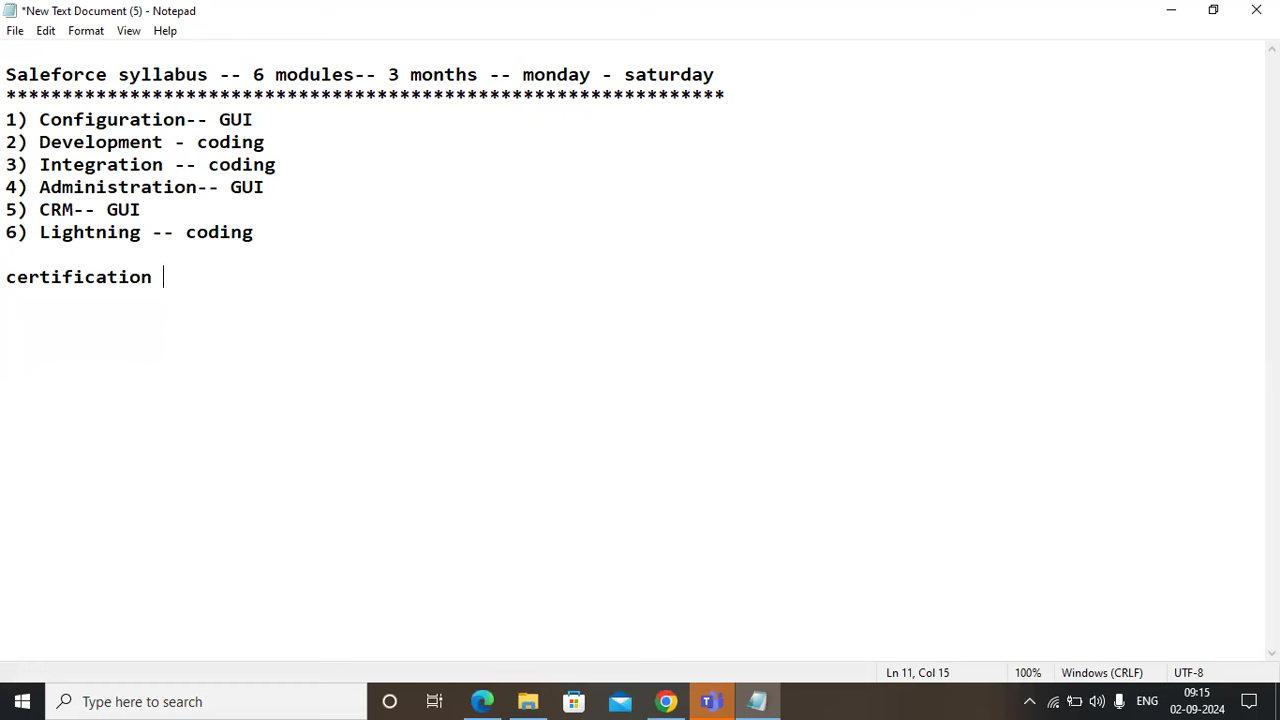 *New Text Document (5) - Notepad
File Edit Format View Help
Saleforce syllabus -- 6 modules-- 3 months -- monday - saturday
****************************************************************
1) Configuration-- GUI
2) Development - coding
3) Integration -- coding
4) Administration-- GUI
5) CRM-- GUI
6) Lightning -- coding
certification
Ln 11, Col 15 100% Windows (CRLF) UTF-8
Type here to search
ENG
09:15
02-09-2024